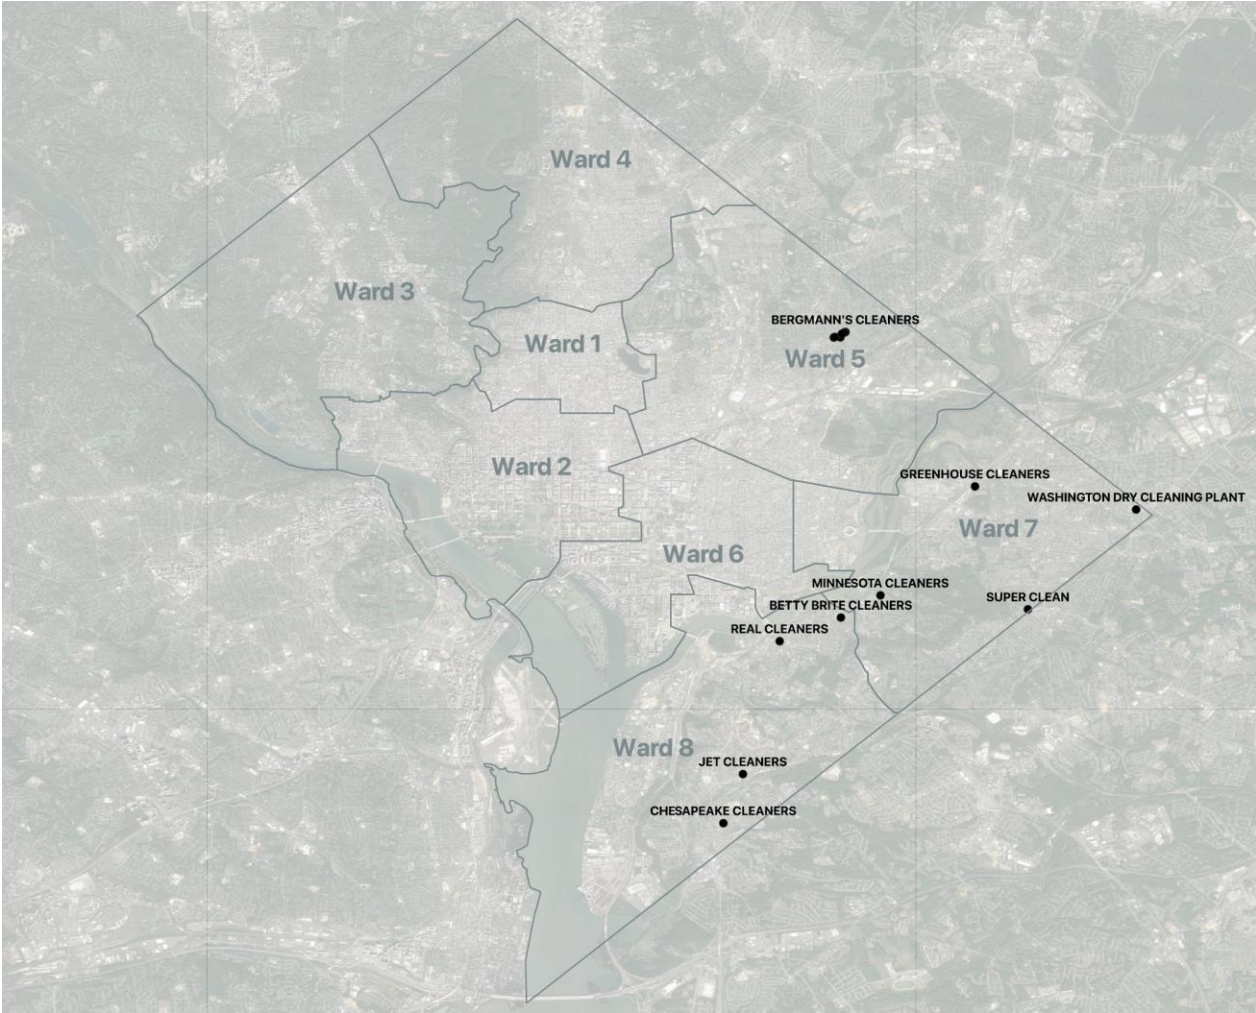 Ward 4
Ward 3
BERGMANN'S CLEANERS
Ward 1
Ward 5
Ward 2
GREENHOUSE CLEANERS
WASHINGTON DRY CLEANING PLANT
Ward 7
Ward 6
MINNESOTA CLEANERS
SUPER CLEAN
BETTY BRITE CLEANERS
REAL CLEANERS
Ward 8
JET CLEANERS
CHESAPEAKE CLEANERS